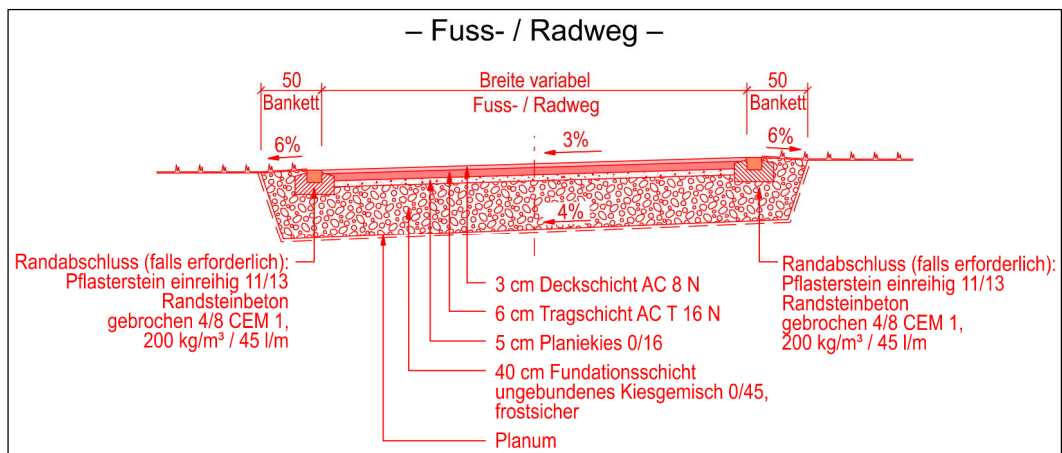 – Fuss- / Radweg –
50
Breite variabel
50
Bankett
Fuss- / Radweg
Bankett
6%
3%
6%
4%
Randabschluss (falls erforderlich):
Pflasterstein einreihig 11/13
Randsteinbeton
gebrochen 4/8 CEM 1,
200 kg/m³ / 45 l/m
3 cm Deckschicht AC 8 N
6 cm Tragschicht AC T 16 N
5 cm Planiekies 0/16
40 cm Fundationsschicht
ungebundenes Kiesgemisch 0/45,
frostsicher
Planum
Randabschluss (falls erforderlich):
Pflasterstein einreihig 11/13
Randsteinbeton
gebrochen 4/8 CEM 1,
200 kg/m³ / 45 l/m